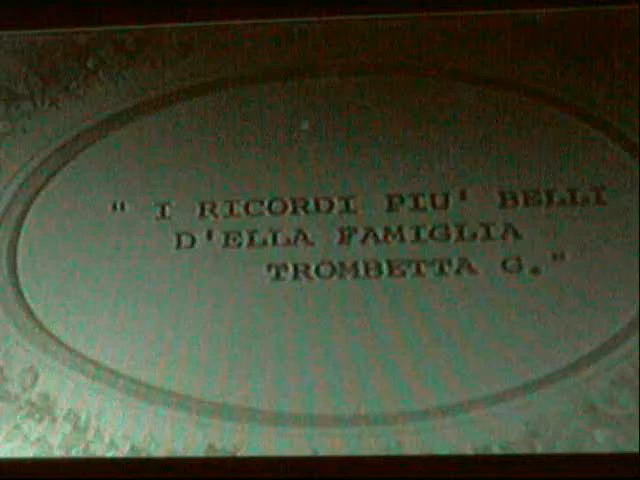 " I RICORDI PIU' BELLI
D'ELLA FAMIGLIA
TROMBETTA G."